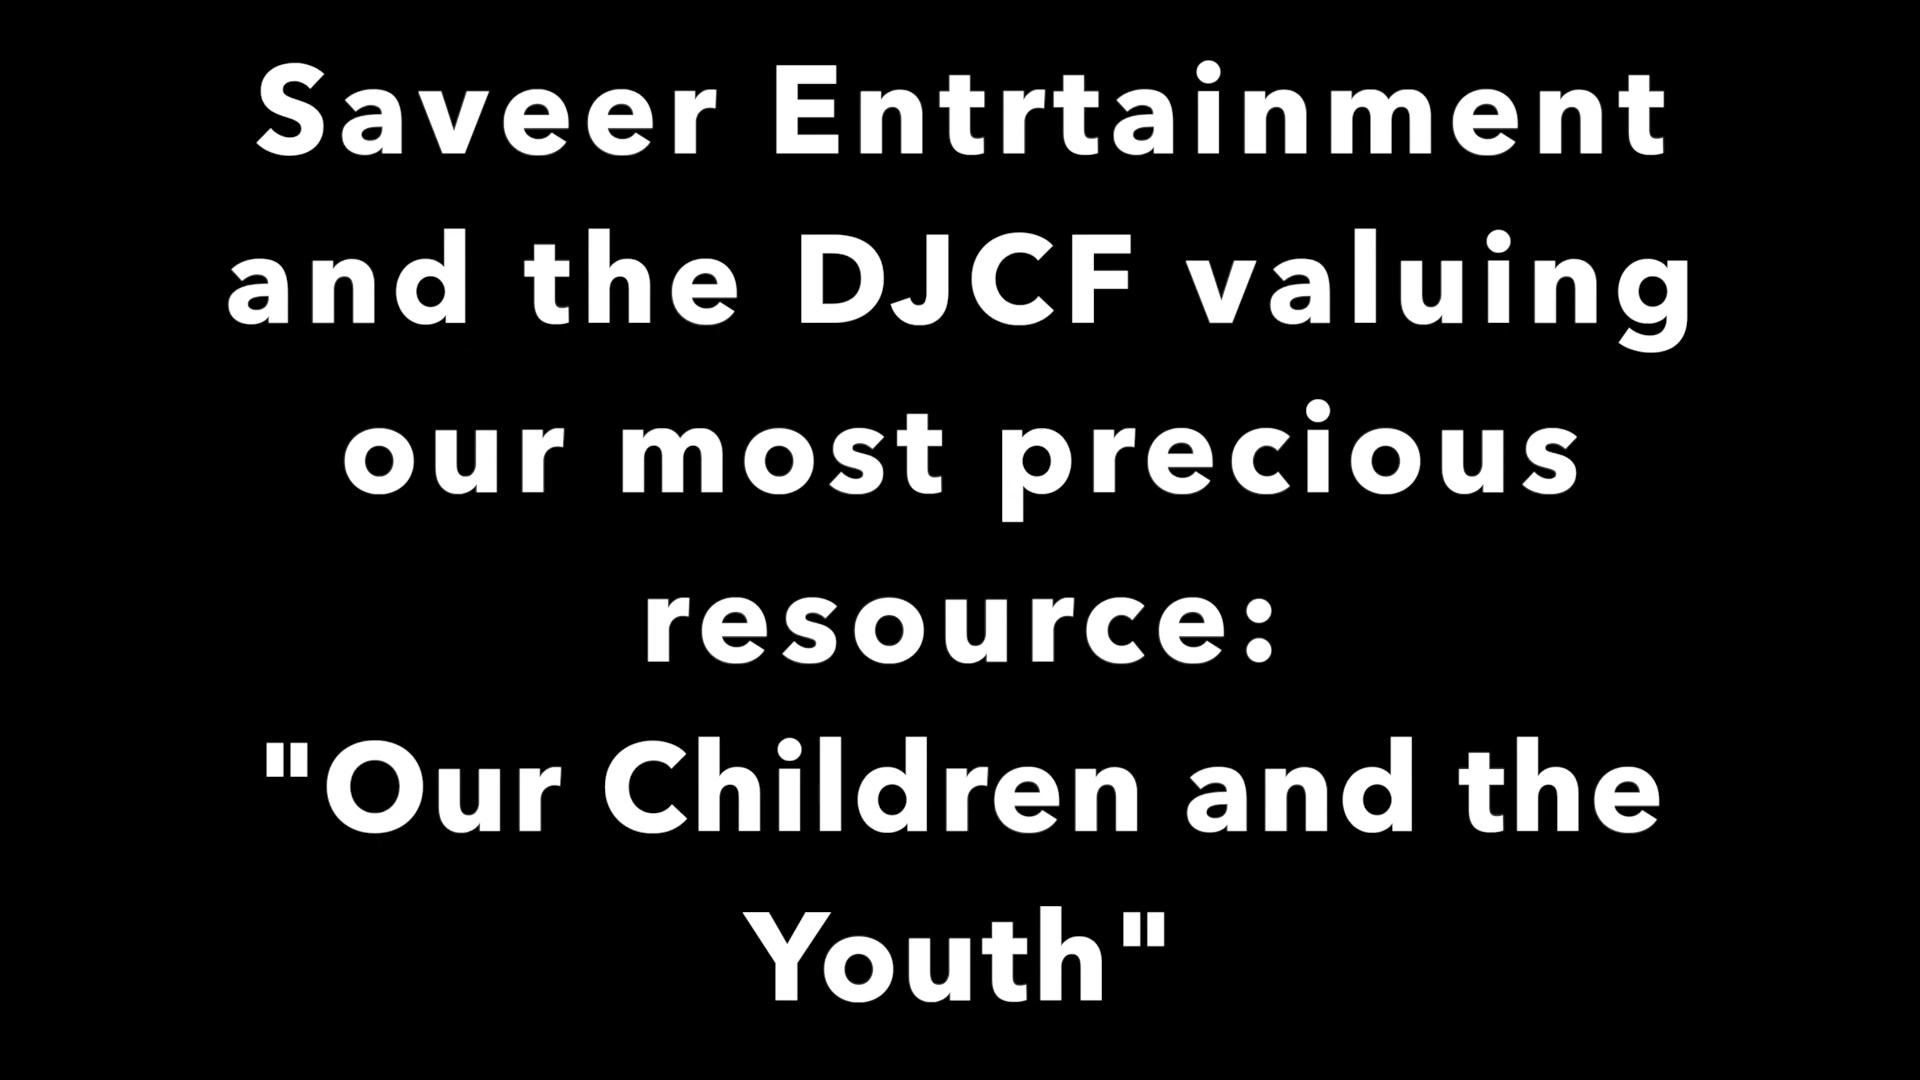 Saveer Entrtainment
and the DJCF valuing
our most precious
resource:
"Our Children and the
Youth"